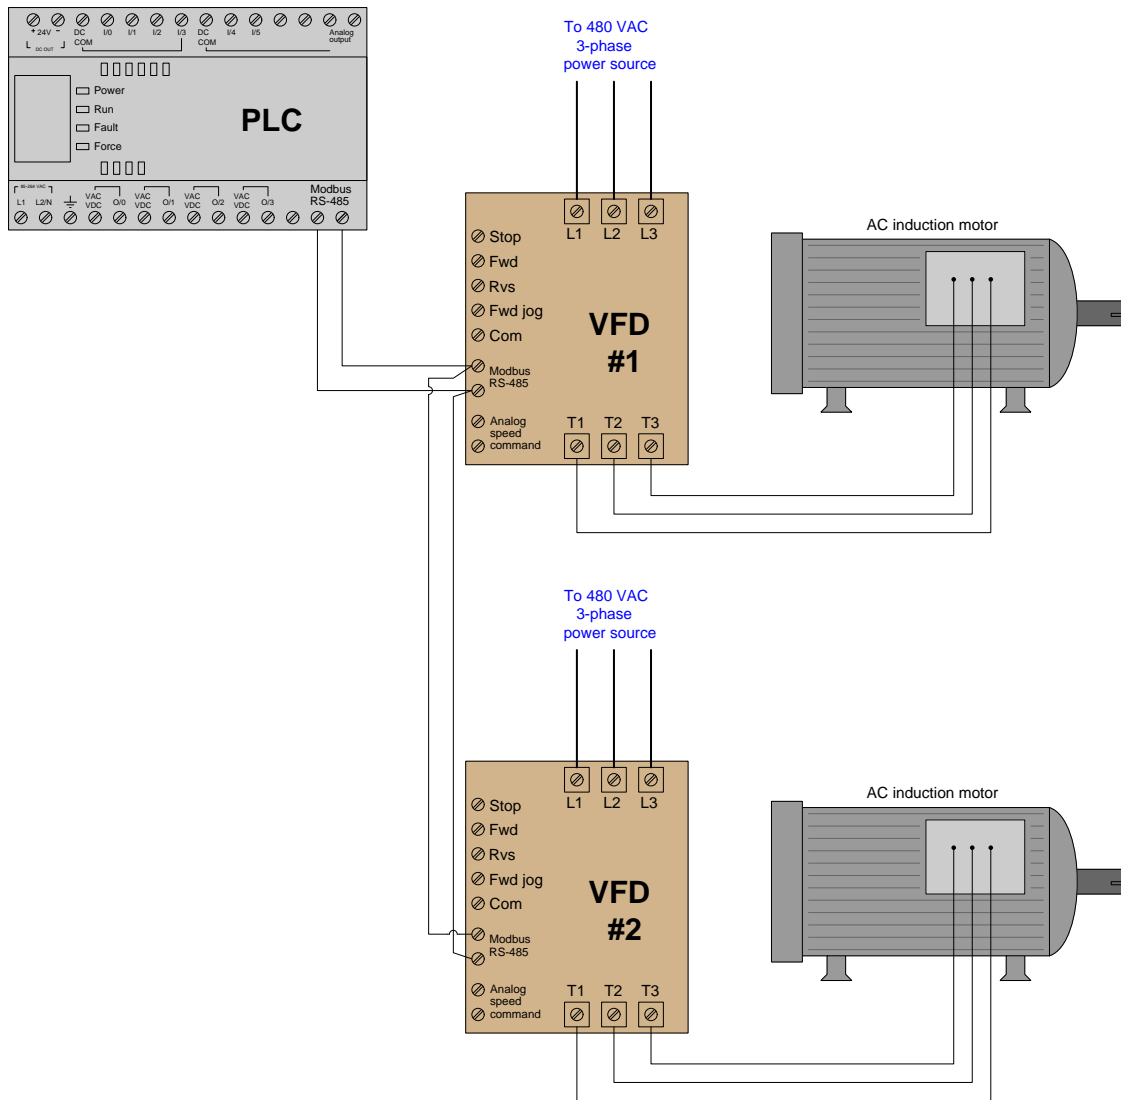 + 24V -
DC OUT
DC
COM
I/0
I/1
I/2
I/3
DC
COM
I/4
I/5
Analog
output
Power
Run
Fault
Force
PLC
85-264 VAC
L1
L2/N
VAC
VDC
O/0
VAC
VDC
O/1
VAC
VDC
O/2
VAC
VDC
O/3
Modbus
RS-485
To 480 VAC
3-phase
power source
L1
L2
L3
Stop
Fwd
Rvs
Fwd jog
Com
Modbus
RS-485
Analog
speed
command
VFD
#1
T1
T2
T3
AC induction motor
To 480 VAC
3-phase
power source
L1
L2
L3
Stop
Fwd
Rvs
Fwd jog
Com
Modbus
RS-485
Analog
speed
command
VFD
#2
T1
T2
T3
AC induction motor